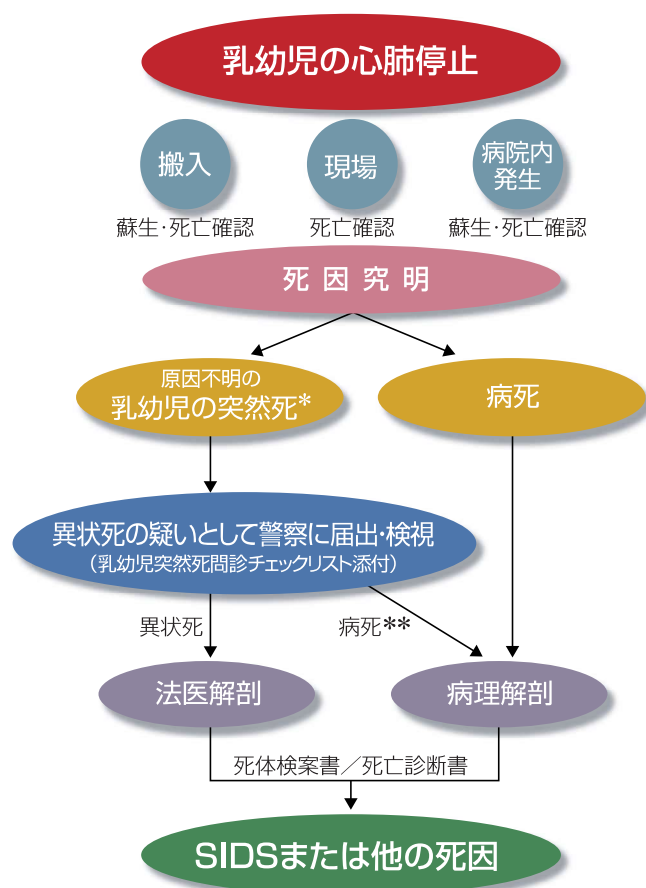 乳幼児の心肺停止
搬入
現場
病院内
発生
蘇生･死亡確認
死亡確認
蘇生･死亡確認
死因究明
原因不明の
乳幼児の突然死*
病死
異状死の疑いとして警察に届出･検視
（乳幼児突然死問診チェックリスト添付）
異状死
病死**
法医解剖
病理解剖
死体検案書／死亡診断書
SIDSまたは他の死因